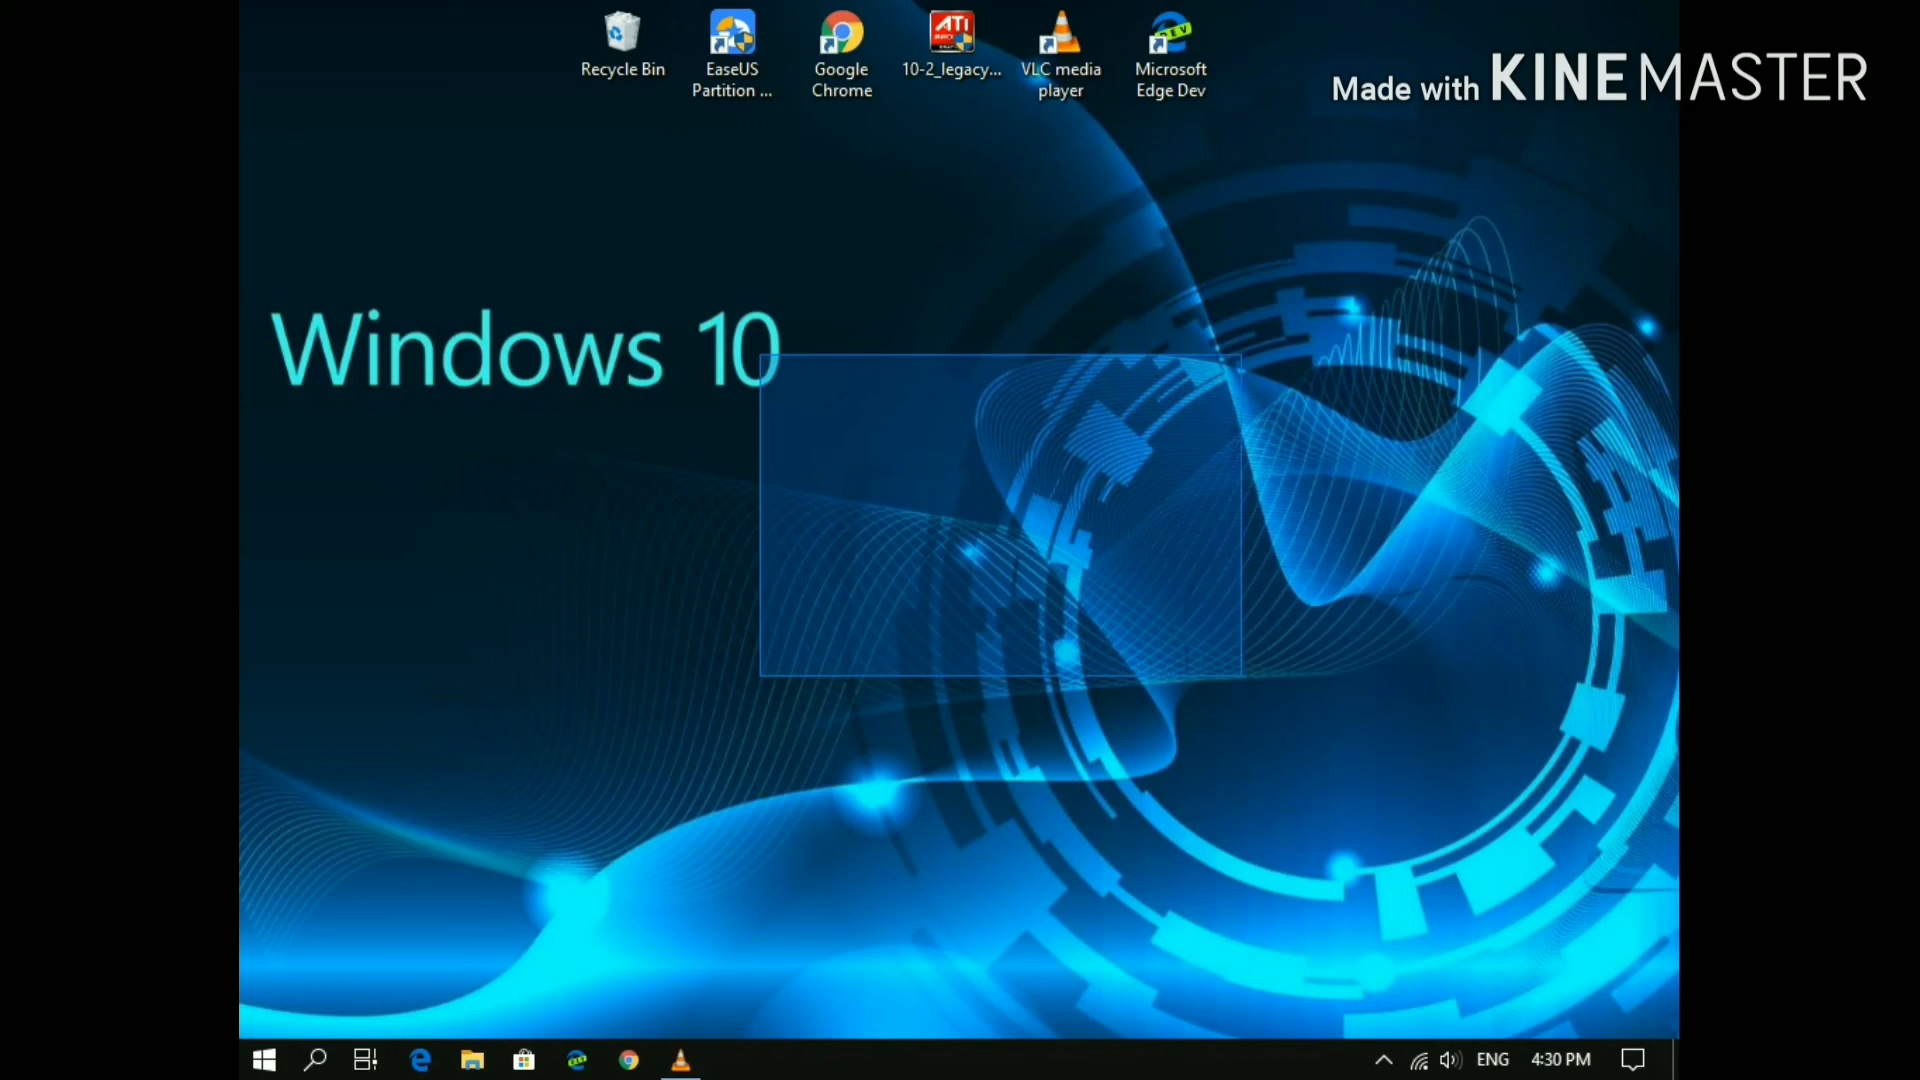 Recycle Bin
EaseUS
Partition ...
Google
Chrome
10-2_legacy...
VLC media
player
Microsoft
Edge Dev
Made with KINEMASTER
Windows 10
ENG
4:30 PM